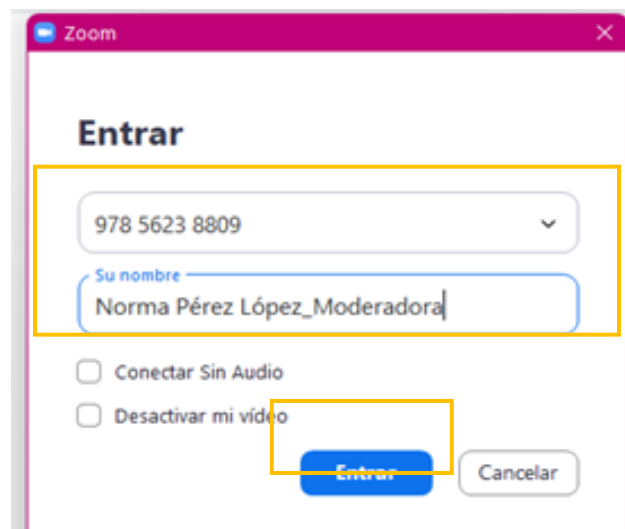 Zoom
Entrar
978 5623 8809
Su nombre
Norma Pérez López_Moderadora
Conectar Sin Audio
Desactivar mi vídeo
Entrar Cancelar